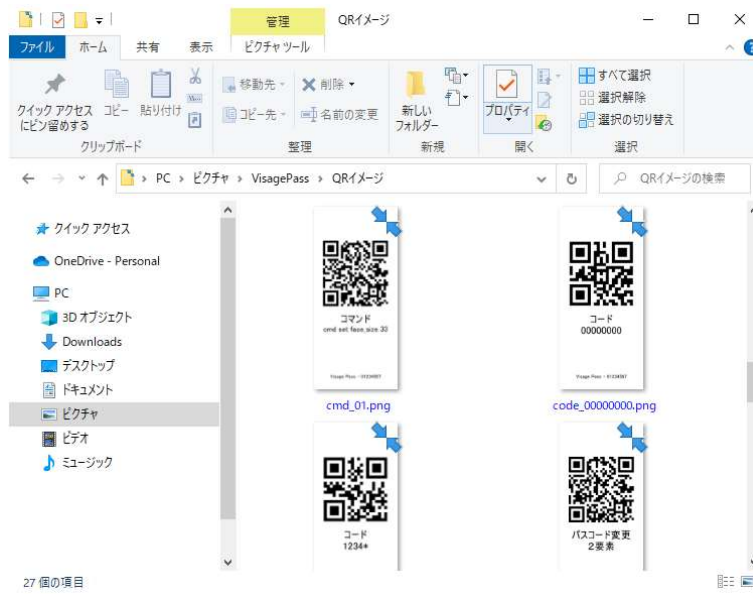 管理
QRイメージ
ファイル
ホーム
共有
表示
ピクチャ ツール
クイック アクセス
にピン留めする
コピー
貼り付け
クリップボード
移動先
コピー先
削除
名前の変更
整理
新しい
フォルダー
新規
プロパティ
開く
すべて選択
選択解除
選択の切り替え
選択
PC › ピクチャ › VisagePass › QRイメージ
QRイメージの検索
クイック アクセス
OneDrive - Personal
PC
3D オブジェクト
Downloads
デスクトップ
ドキュメント
ピクチャ
ビデオ
ミュージック
コマンド
cmd set face_size 33
Visage Pass - 01234567
cmd_01.png
コード
00000000
Visage Pass - 01234567
code_00000000.png
コード
1234*
パスコード変更
2要素
27 個の項目